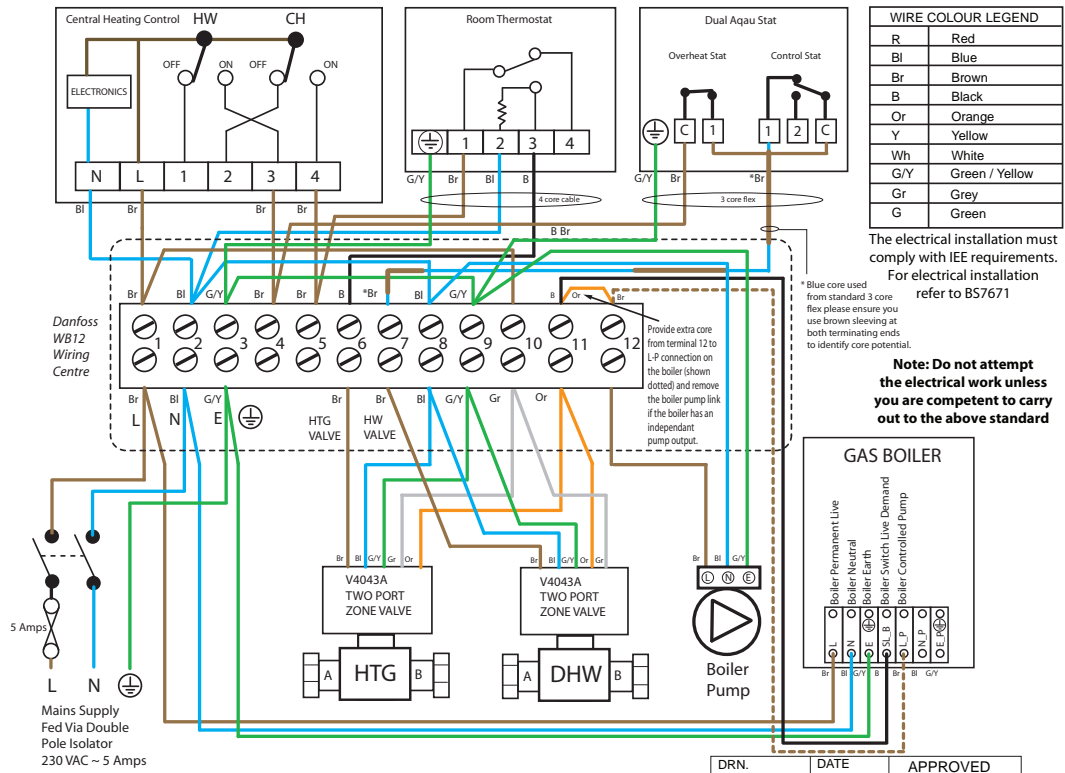 Central Heating Control
HW
CH
OFF
ON
OFF
ON
ELECTRONICS
N
L
1
2
3
4
Bl
Br
Br
Br
Room Thermostat
1
2
3
4
G/Y
Br
Bl
B
4 core cable
Dual Aqau Stat
Overheat Stat
Control Stat
C
1
1
2
C
G/Y
Br
*Br
3 core flex
B Br
WIRE COLOUR LEGEND
R Red
Bl Blue
Br Brown
B Black
Or Orange
Y Yellow
Wh White
G/Y Green / Yellow
Gr Grey
G Green
The electrical installation must
comply with IEE requirements.
For electrical installation
refer to BS7671
* Blue core used
from standard 3 core
flex please ensure you
use brown sleeving at
both terminating ends
to identify core potential.
Note: Do not attempt
the electrical work unless
you are competent to carry
out to the above standard
Danfoss
WB12
Wiring
Centre
Br
Bl
G/Y
Br
Br
B
*Br
Bl
G/Y
Br
B
Or
Br
1
2
3
4
5
6
7
8
9
10
11
12
Provide extra core
from terminal 12 to
L-P connection on
the boiler (shown
dotted) and remove
the boiler pump link
if the boiler has an
independant
pump output.
Br
Bl
G/Y
Br
Br
Bl
G/Y
Gr
Or
L
N
E
HTG
VALVE
HW
VALVE
5 Amps
L
N
Mains Supply
Fed Via Double
Pole Isolator
230 VAC ~ 5 Amps
Br
Bl
G/Y
Gr
Or
V4043A
TWO PORT
ZONE VALVE
A
HTG
B
Br
Bl
G/Y
Or
Gr
V4043A
TWO PORT
ZONE VALVE
A
DHW
B
Br
Bl
G/Y
L
N
E
Boiler
Pump
GAS BOILER
Boiler Permanent Live
Boiler Neutral
Boiler Earth
Boiler Switch Live Demand
Boiler Controlled Pump
L
N
E
SL_B
L_P
N_P
E_P
Br
Bl
G/Y
B
Br
Bl
G/Y
DRN.
DATE
APPROVED